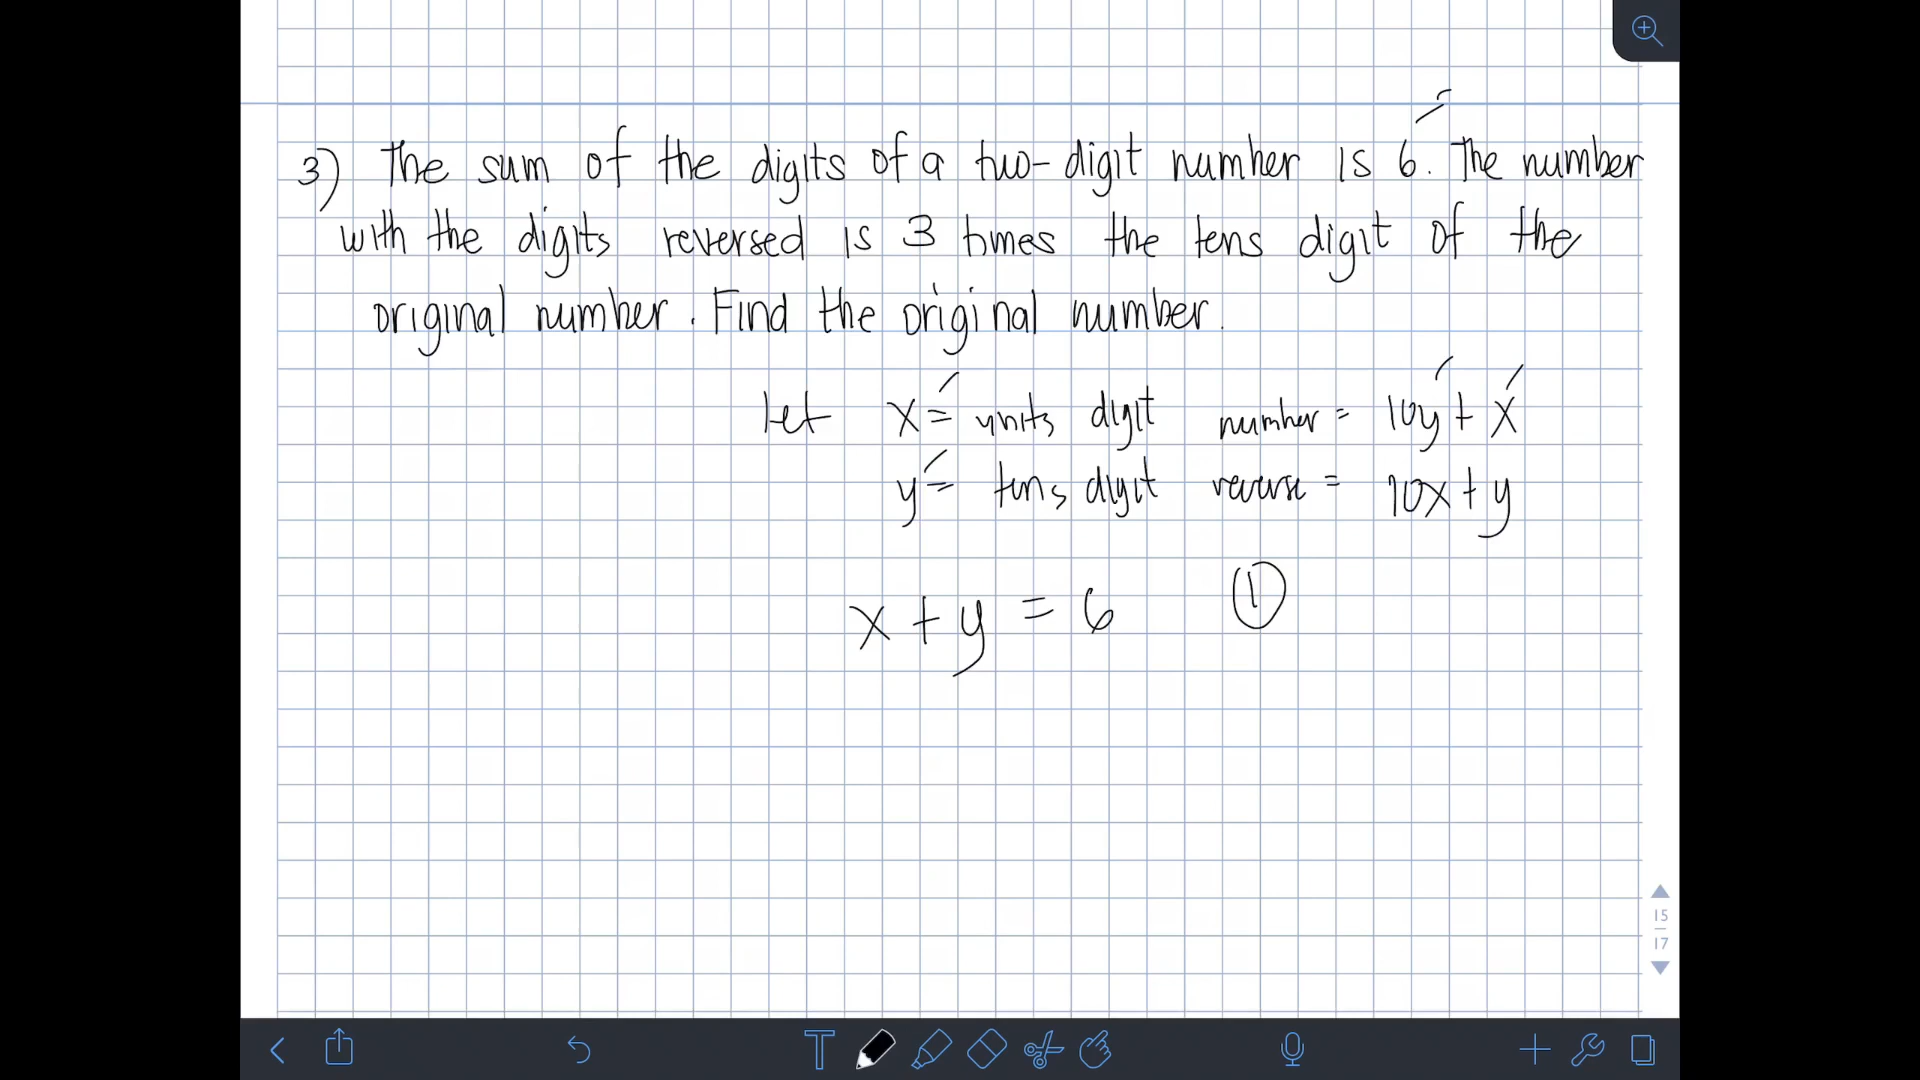 3) The sum of the digits of a two-digit number is 6. The number
with the digits reversed is 3 times the tens digit of the
original number. Find the original number.
let x = units digit number = 10y + x
y = tens digit reverse = 10x + y
x + y = 6 ①
15
17